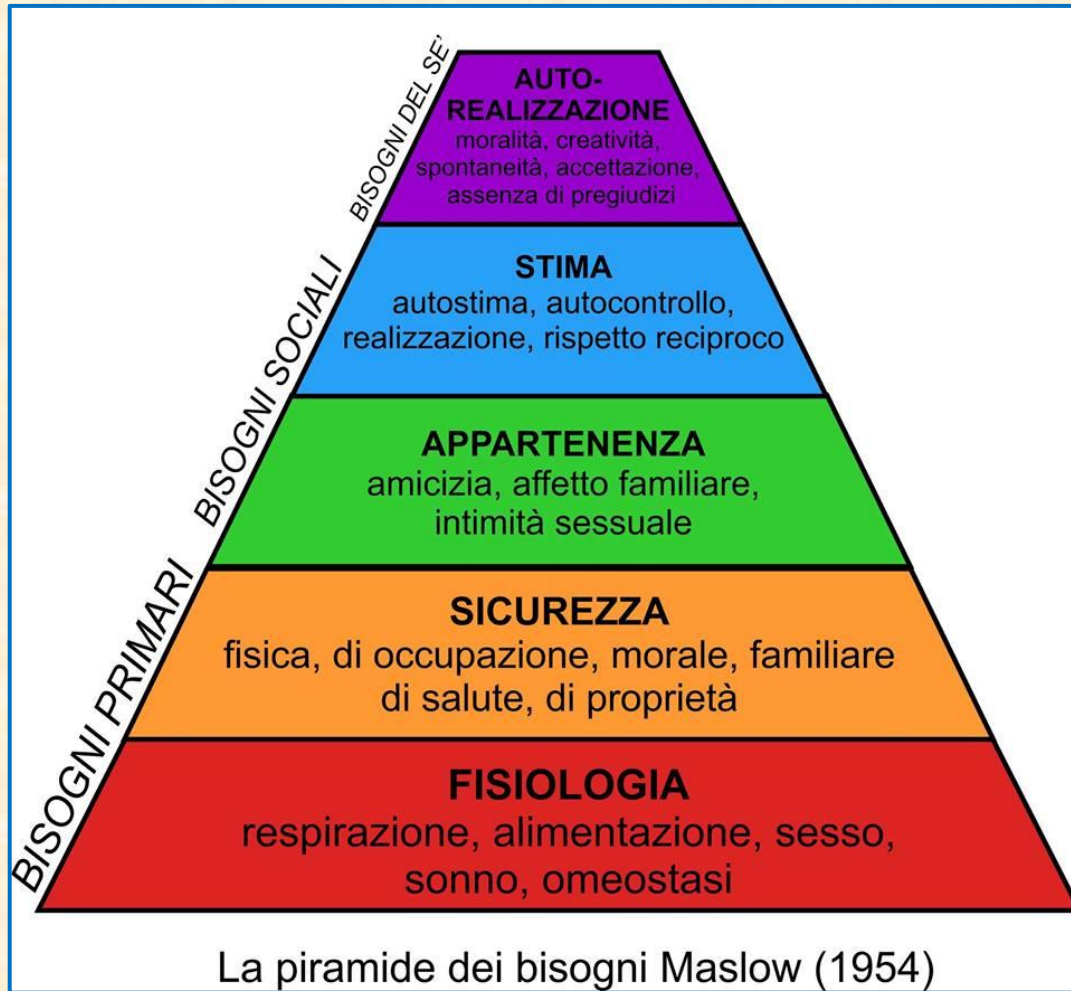 BISOGNI DEL SE'
AUTO-
REALIZZAZIONE
moralità, creatività,
spontaneità, accettazione,
assenza di pregiudizi
BISOGNI SOCIALI
STIMA
autostima, autocontrollo,
realizzazione, rispetto reciproco
APPARTENENZA
amicizia, affetto familiare,
intimità sessuale
BISOGNI PRIMARI
SICUREZZA
fisica, di occupazione, morale, familiare
di salute, di proprietà
FISIOLOGIA
respirazione, alimentazione, sesso,
sonno, omeostasi
La piramide dei bisogni Maslow (1954)